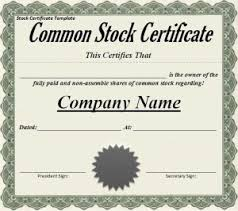 Stock Certificate Template
Common Stock Certificate
This Certifies That
is the owner of the
fully paid and non-assemble shares of common stock regarding!
Company Name
Dated: At:
President Sign: Secretary Sign: